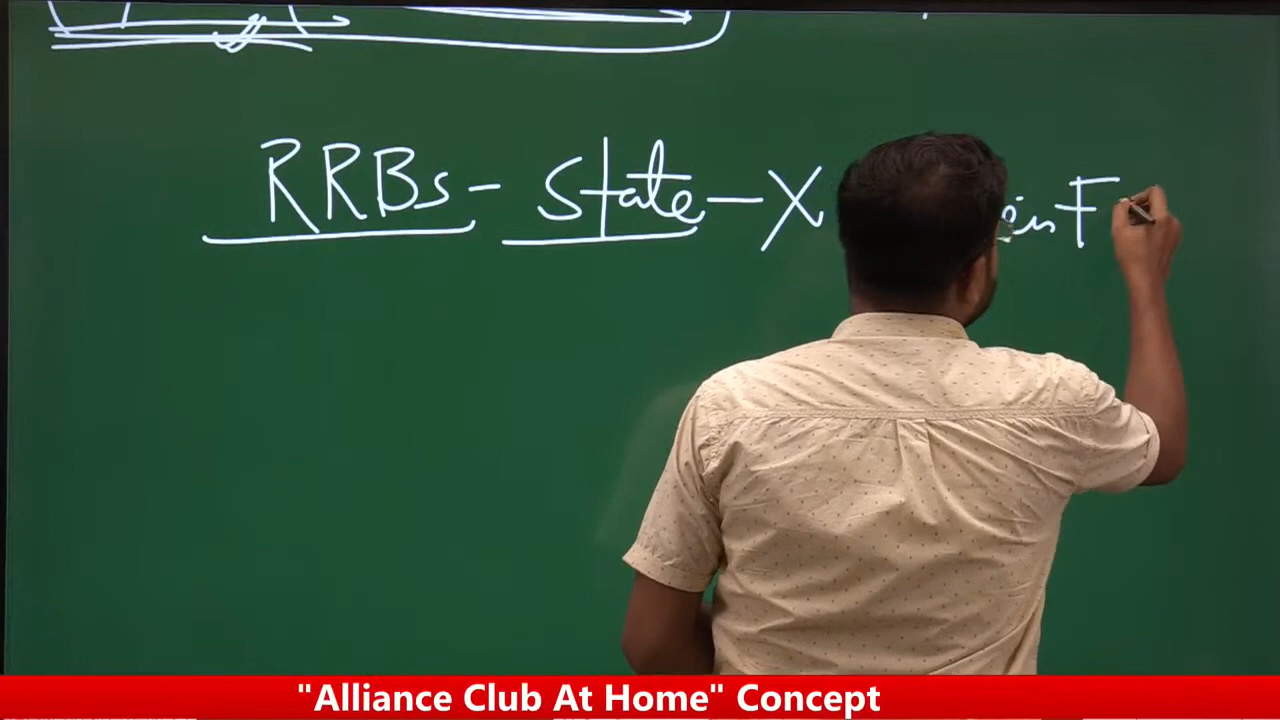 RRBs - State - X
"Alliance Club At Home" Concept